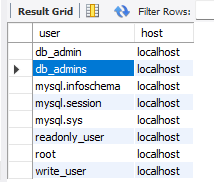 Result Grid Filter Rows:
user host
db_admin localhost
db_admins localhost
mysql.infoschema localhost
mysql.session localhost
mysql.sys localhost
readonly_user localhost
root localhost
write_user localhost